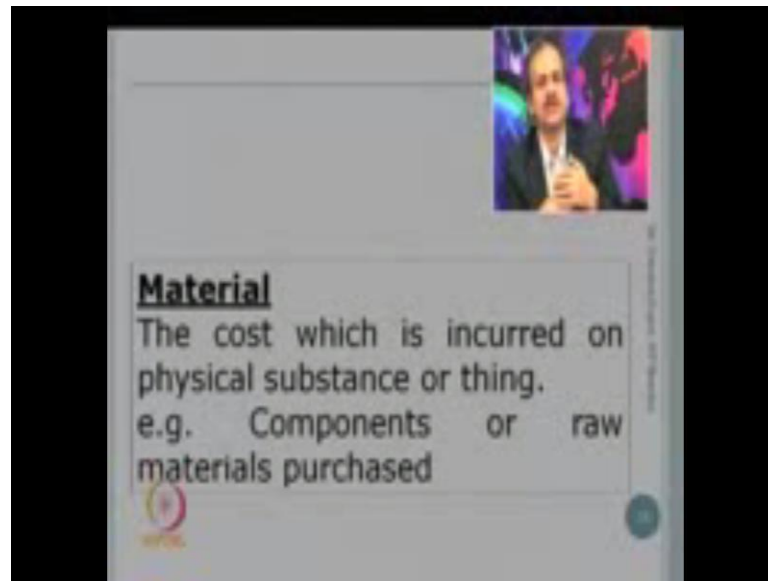 Material
The cost which is incurred on
physical substance or thing.
e.g. Components or raw
materials purchased